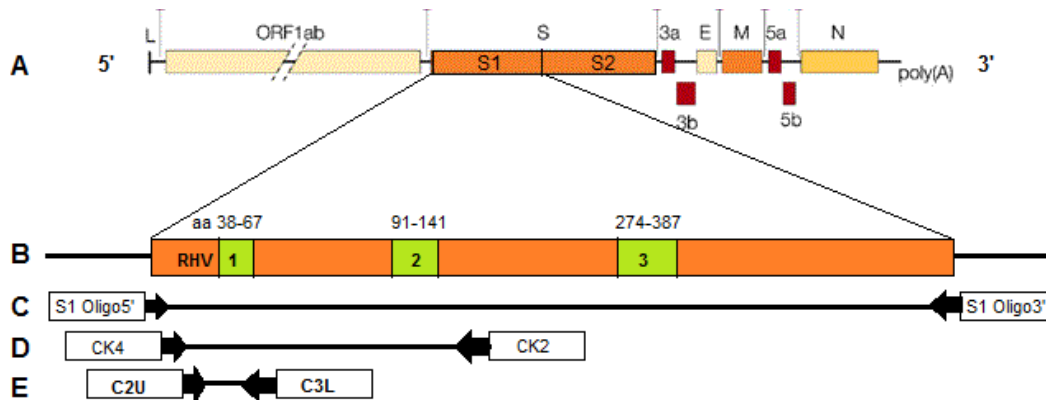 L ORF1ab S 3a E M 5a N
A 5' S1 S2 poly(A) 3'
3b 5b
aa 38-67 91-141 274-387
B RHV 1 2 3
C S1 Oligo5' S1 Oligo3'
D CK4 CK2
E C2U C3L